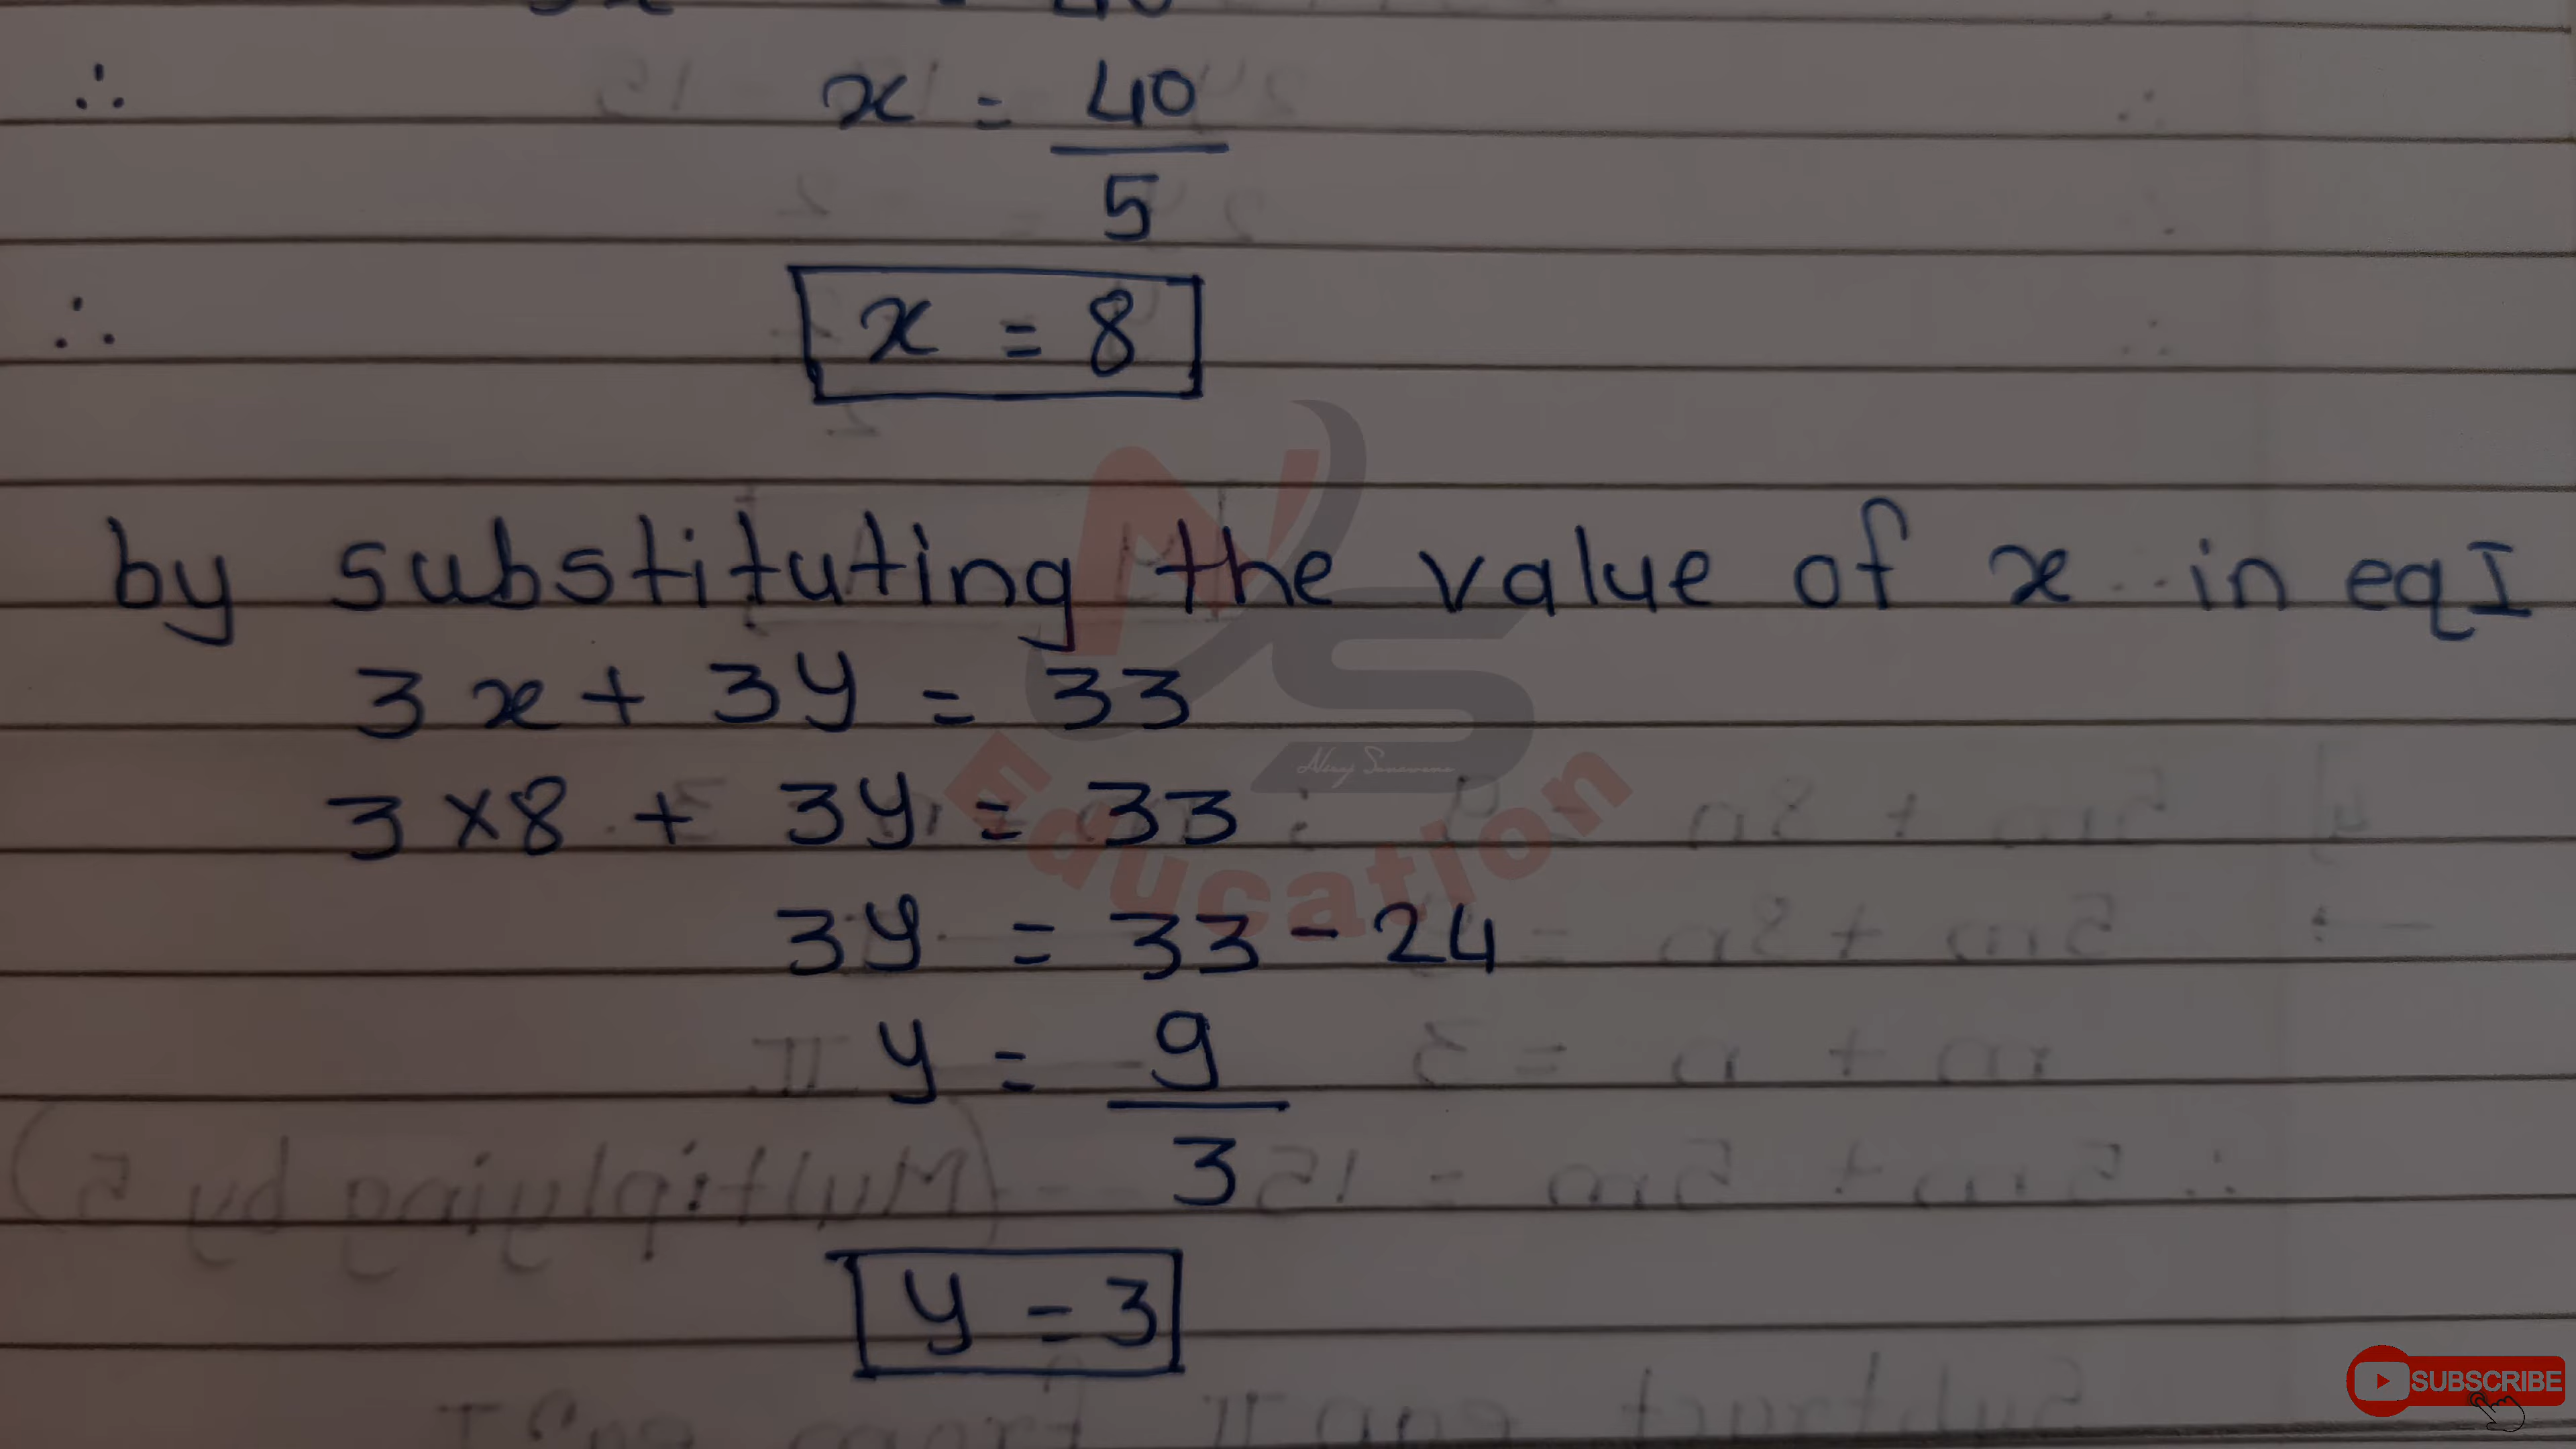 ∴ x = 40/5
∴ x = 8
by substituting the value of x in eq I
3x + 3y = 33
3 × 8 + 3y = 33
3y = 33 - 24
y = 9/3
y = 3
NS
Education
SUBSCRIBE